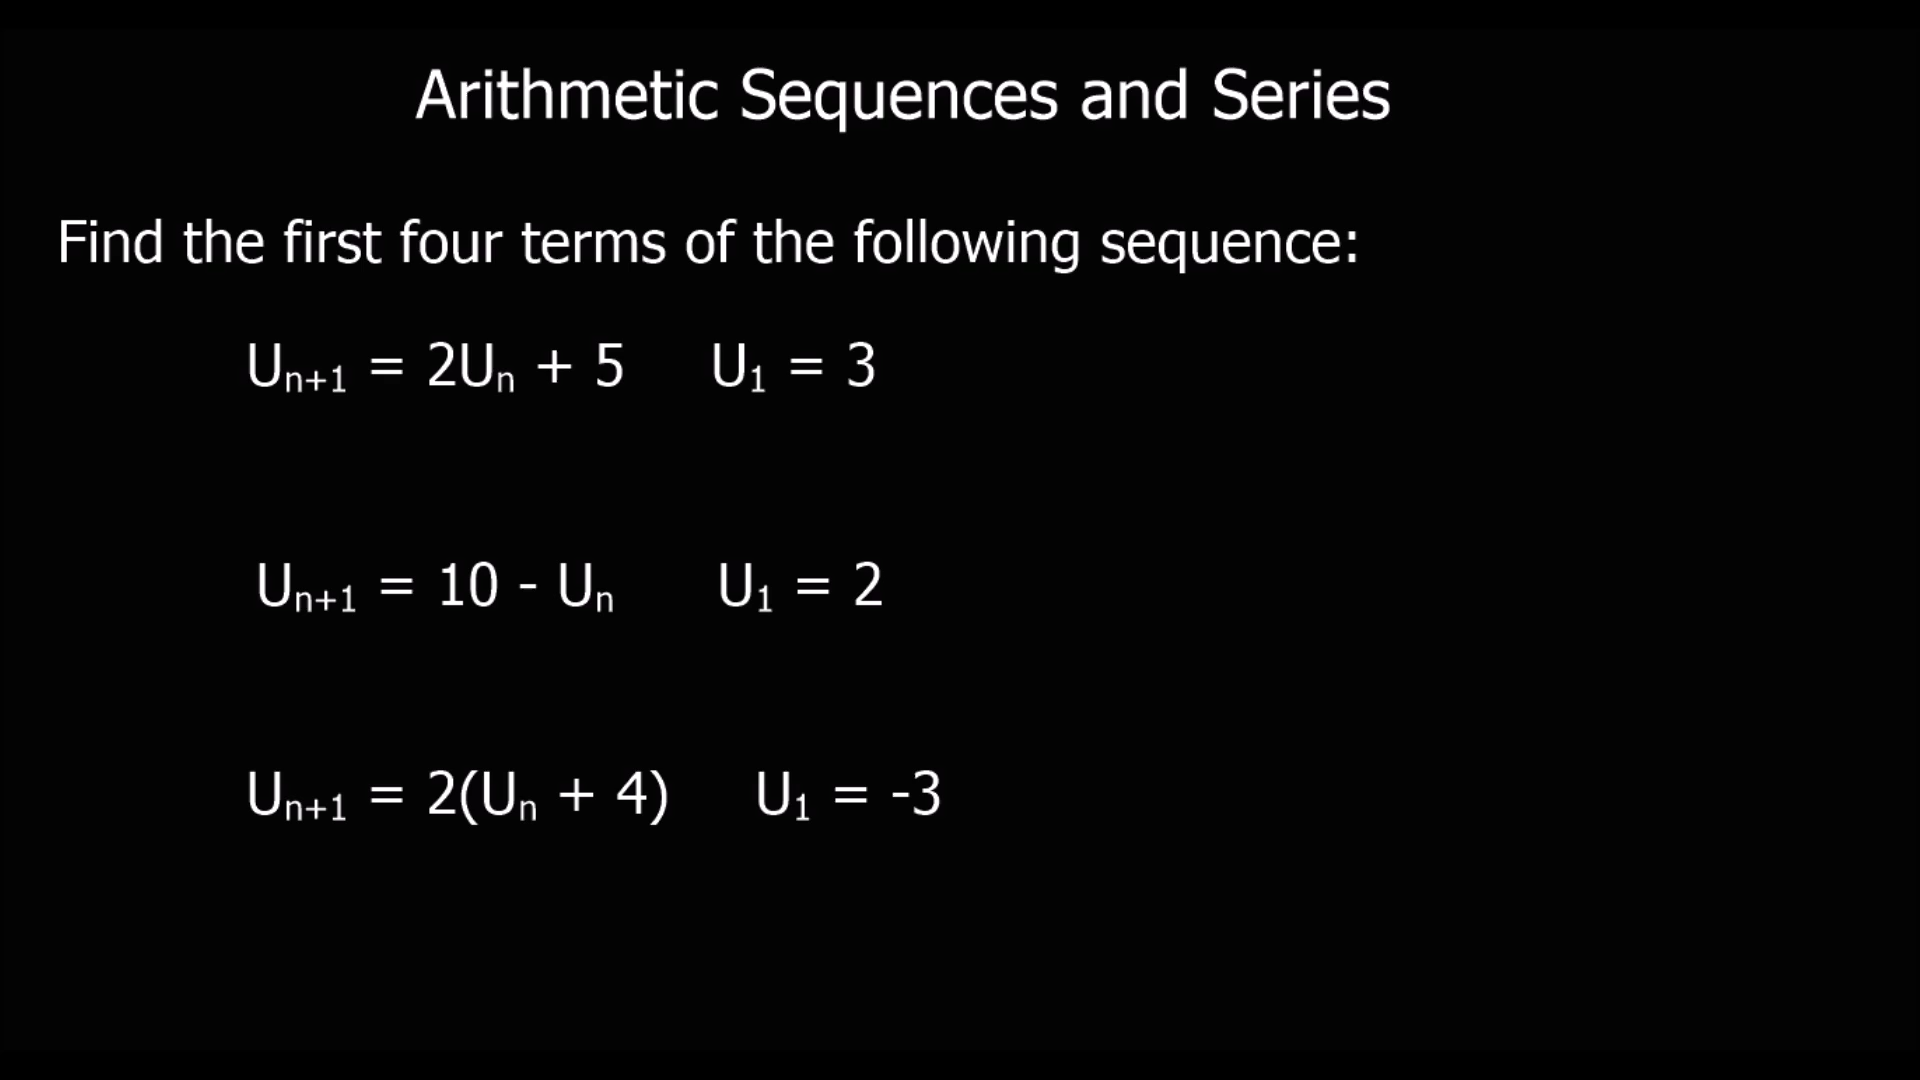 Arithmetic Sequences and Series
Find the first four terms of the following sequence:
Uₙ₊₁ = 2Uₙ + 5 U₁ = 3
Uₙ₊₁ = 10 - Uₙ U₁ = 2
Uₙ₊₁ = 2(Uₙ + 4) U₁ = -3